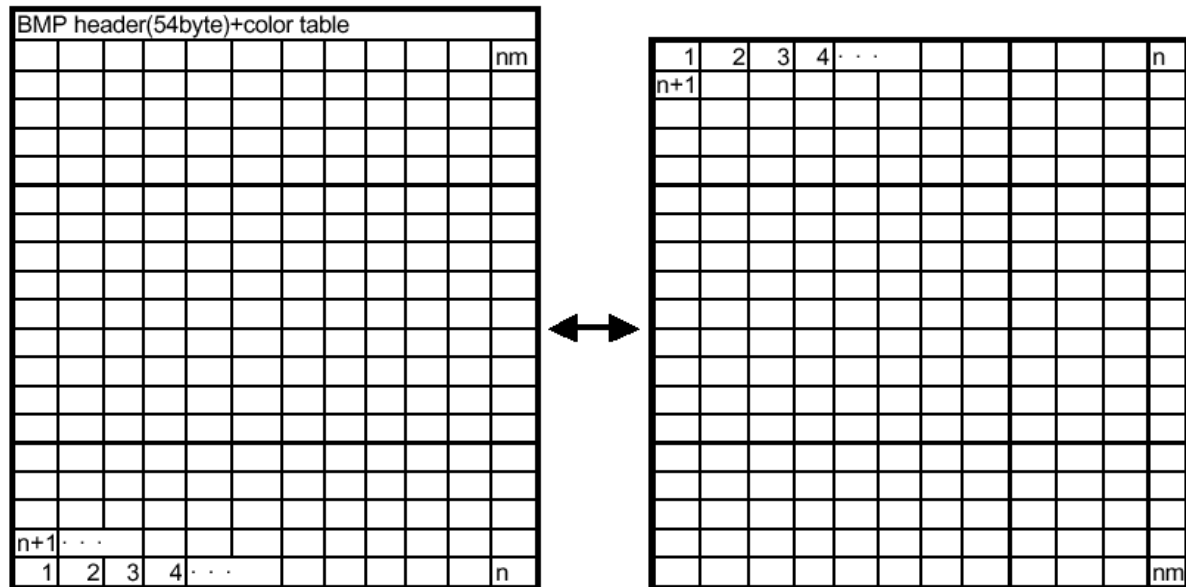 BMP header(54byte)+color table
nm
n+1· · ·
1 2 3 4 · · · n
1 2 3 4 · · · n
n+1
nm